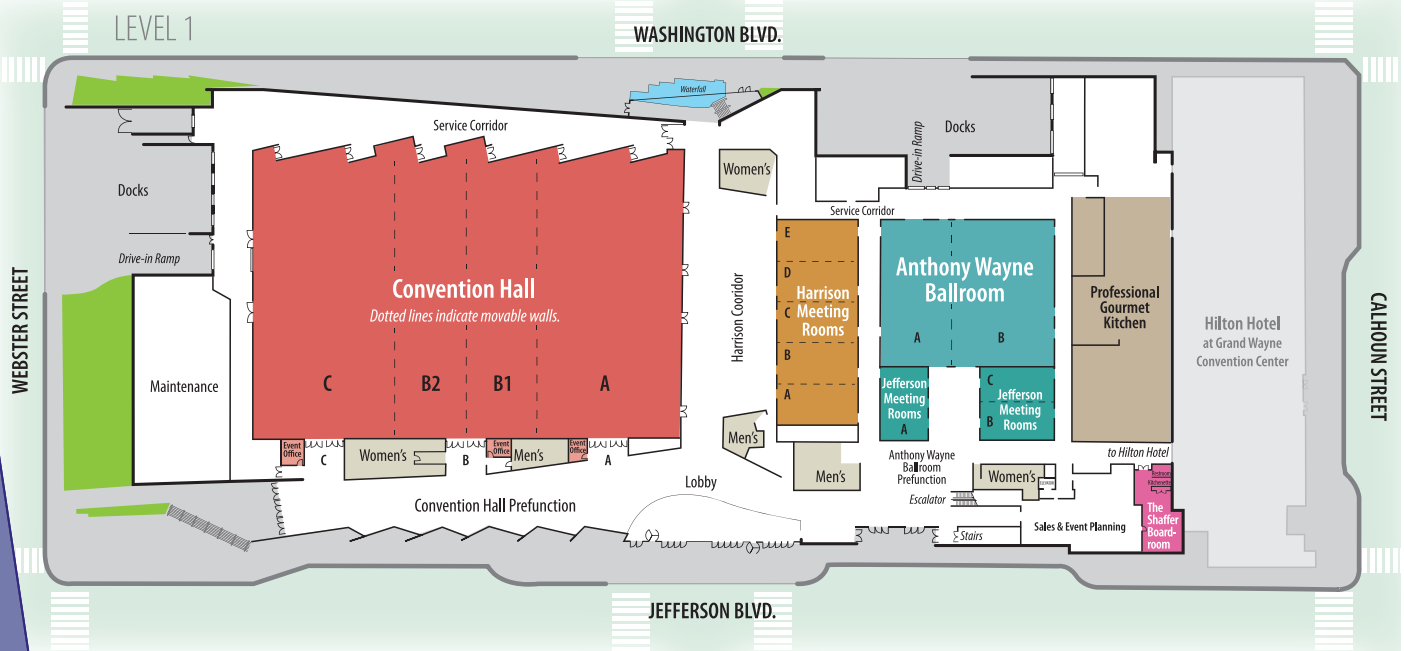 LEVEL 1
WASHINGTON BLVD.
Waterfall
Service Corridor
Docks
Drive-in Ramp
Women's
Docks
Service Corridor
Drive-in Ramp
WEBSTER STREET
Maintenance
Convention Hall
Dotted lines indicate movable walls.
C
B2
B1
A
Harrison Cooridor
E
D
C
B
A
Harrison
Meeting
Rooms
Anthony Wayne
Ballroom
A
B
Jefferson
Meeting
Rooms
A
C
B
Jefferson
Meeting
Rooms
Professional
Gourmet
Kitchen
Hilton Hotel
at Grand Wayne
Convention Center
CALHOUN STREET
Event
Office
C
Women's
B
Event
Office
Men's
Event
Office
A
Men's
Men's
Anthony Wayne
Ballroom
Prefunction
to Hilton Hotel
Women's
Escalator
Stairs
Sales & Event Planning
Restroom
Kitchenette
The
Shaffer
Board-
room
Convention Hall Prefunction
Lobby
JEFFERSON BLVD.